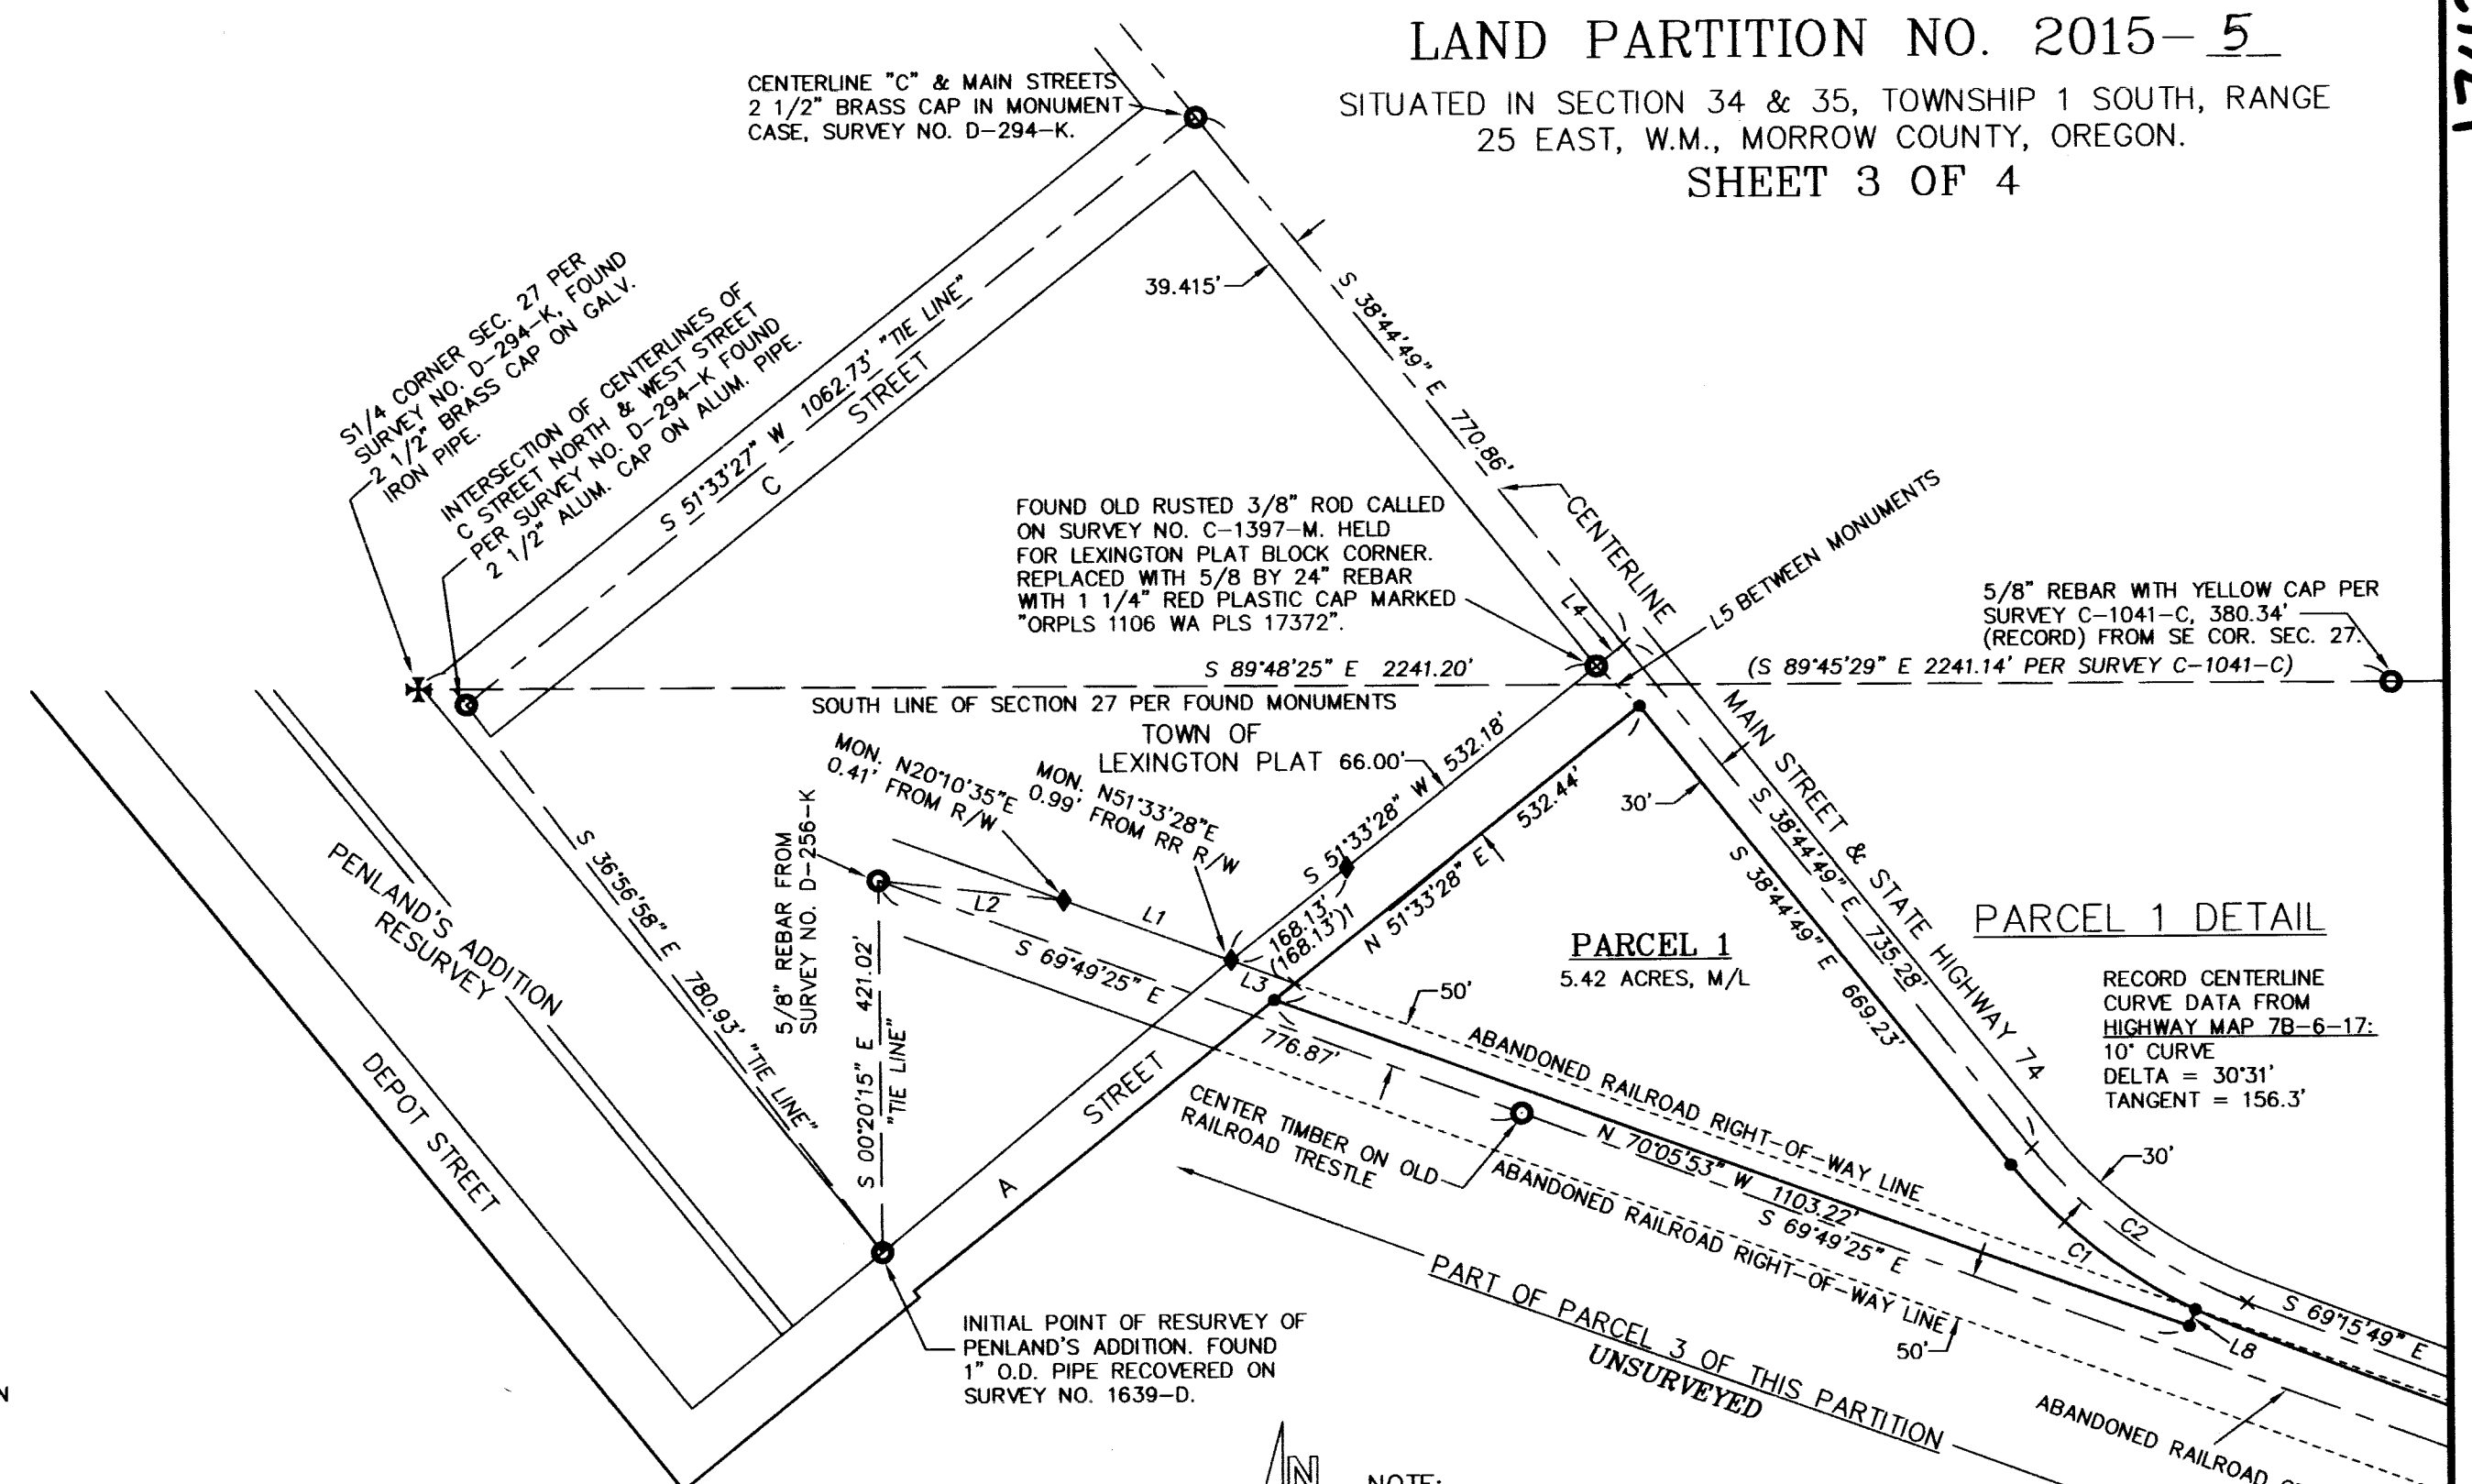 LAND PARTITION NO. 2015-5
SITUATED IN SECTION 34 & 35, TOWNSHIP 1 SOUTH, RANGE
25 EAST, W.M., MORROW COUNTY, OREGON.
SHEET 3 OF 4
CENTERLINE "C" & MAIN STREETS
2 1/2" BRASS CAP IN MONUMENT
CASE, SURVEY NO. D-294-K.
39.415'
S 38°44'49" E 770.86'
S1/4 CORNER SEC. 27 PER
SURVEY NO. D-294-K, FOUND
2 1/2" BRASS CAP ON GALV.
IRON PIPE.
INTERSECTION OF CENTERLINES OF
C STREET NORTH & WEST STREET
PER SURVEY NO. D-294-K FOUND
2 1/2" ALUM. CAP ON ALUM. PIPE.
S 51°33'27" W 1062.73' "TIE LINE"
C STREET
FOUND OLD RUSTED 3/8" ROD CALLED
ON SURVEY NO. C-1397-M. HELD
FOR LEXINGTON PLAT BLOCK CORNER.
REPLACED WITH 5/8 BY 24" REBAR
WITH 1 1/4" RED PLASTIC CAP MARKED
"ORPLS 1106 WA PLS 17372".
CENTERLINE
L4
L5 BETWEEN MONUMENTS
5/8" REBAR WITH YELLOW CAP PER
SURVEY C-1041-C, 380.34'
(RECORD) FROM SE COR. SEC. 27.
S 89°48'25" E 2241.20'
(S 89°45'29" E 2241.14' PER SURVEY C-1041-C)
SOUTH LINE OF SECTION 27 PER FOUND MONUMENTS
TOWN OF
LEXINGTON PLAT
66.00'
MON. N20°10'35"E
0.41' FROM R/W
MON. N51°33'28"E
0.99' FROM RR R/W
S 51°33'28" W 532.18'
N 51°33'28" E 532.44'
168.13'
(168.13')1
30'
MAIN STREET & STATE HIGHWAY 74
S 38°44'49" E 735.28'
S 38°44'49" E 669.23'
5/8" REBAR FROM
SURVEY NO. D-256-K
L2
L1
L3
S 69°49'25" E
776.87'
S 36°56'58" E 780.93' "TIE LINE"
S 00°20'15" E 421.02'
"TIE LINE"
PENLAND'S ADDITION
RESURVEY
DEPOT STREET
A STREET
PARCEL 1
5.42 ACRES, M/L
PARCEL 1 DETAIL
RECORD CENTERLINE
CURVE DATA FROM
HIGHWAY MAP 7B-6-17:
10° CURVE
DELTA = 30°31'
TANGENT = 156.3'
50'
ABANDONED RAILROAD RIGHT-OF-WAY LINE
CENTER TIMBER ON OLD
RAILROAD TRESTLE
N 70°05'53" W 1103.22'
S 69°49'25" E
ABANDONED RAILROAD RIGHT-OF-WAY LINE
50'
30'
C2
C1
S 69°15'49" E
L8
PART OF PARCEL 3 OF THIS PARTITION
UNSURVEYED
ABANDONED RAILROAD
INITIAL POINT OF RESURVEY OF
PENLAND'S ADDITION. FOUND
1" O.D. PIPE RECOVERED ON
SURVEY NO. 1639-D.
N
NOTE: